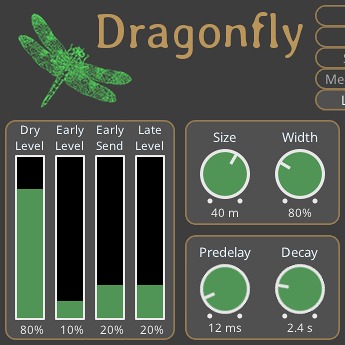 Dragonfly
Me
Dry Level
Early Level
Early Send
Late Level
80%
10%
20%
20%
Size
Width
40 m
80%
Predelay
Decay
12 ms
2.4 s